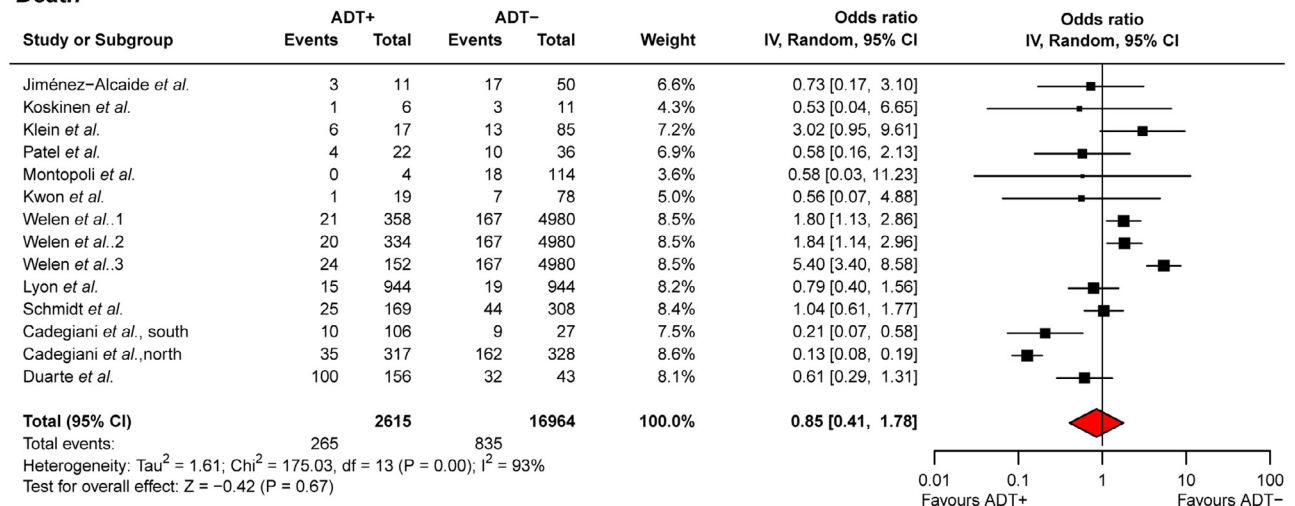 Death
ADT+ ADT− Odds ratio Odds ratio
Study or Subgroup Events Total Events Total Weight IV, Random, 95% CI IV, Random, 95% CI
Jiménez−Alcaide et al. 3 11 17 50 6.6% 0.73 [0.17, 3.10]
Koskinen et al. 1 6 3 11 4.3% 0.53 [0.04, 6.65]
Klein et al. 6 17 13 85 7.2% 3.02 [0.95, 9.61]
Patel et al. 4 22 10 36 6.9% 0.58 [0.16, 2.13]
Montopoli et al. 0 4 18 114 3.6% 0.58 [0.03, 11.23]
Kwon et al. 1 19 7 78 5.0% 0.56 [0.07, 4.88]
Welen et al..1 21 358 167 4980 8.5% 1.80 [1.13, 2.86]
Welen et al..2 20 334 167 4980 8.5% 1.84 [1.14, 2.96]
Welen et al..3 24 152 167 4980 8.5% 5.40 [3.40, 8.58]
Lyon et al. 15 944 19 944 8.2% 0.79 [0.40, 1.56]
Schmidt et al. 25 169 44 308 8.4% 1.04 [0.61, 1.77]
Cadegiani et al., south 10 106 9 27 7.5% 0.21 [0.07, 0.58]
Cadegiani et al.,north 35 317 162 328 8.6% 0.13 [0.08, 0.19]
Duarte et al. 100 156 32 43 8.1% 0.61 [0.29, 1.31]
Total (95% CI) 2615 16964 100.0% 0.85 [0.41, 1.78]
Total events: 265 835
Heterogeneity: Tau² = 1.61; Chi² = 175.03, df = 13 (P = 0.00); I² = 93%
Test for overall effect: Z = −0.42 (P = 0.67)
0.01 0.1 1 10 100
Favours ADT+ Favours ADT−